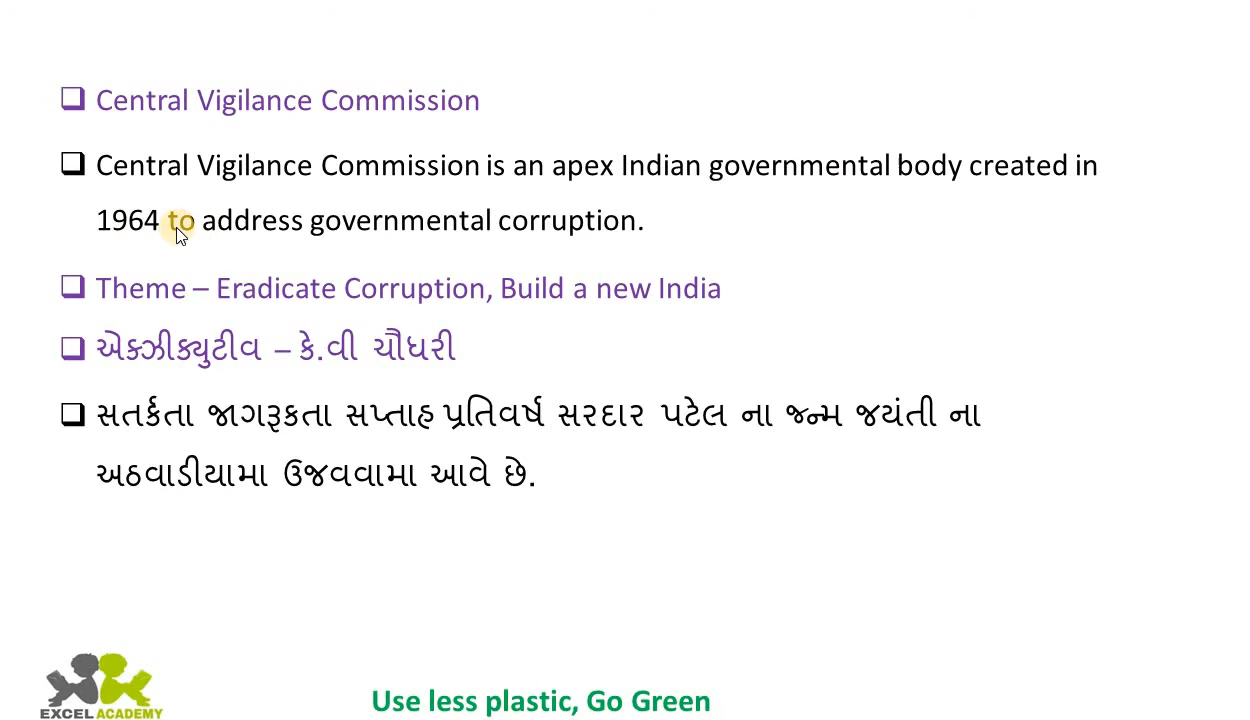 Central Vigilance Commission
Central Vigilance Commission is an apex Indian governmental body created in
1964 to address governmental corruption.
Theme – Eradicate Corruption, Build a new India
એક્ઝીક્યુટીવ – કે.વી ચૌધરી
સતર્કતા જાગરૂકતા સપ્તાહ પ્રતિવર્ષ સરદાર પટેલ ના જન્મ જયંતી ના
અઠવાડીયામા ઉજવવામા આવે છે.
EXCEL ACADEMY
Use less plastic, Go Green